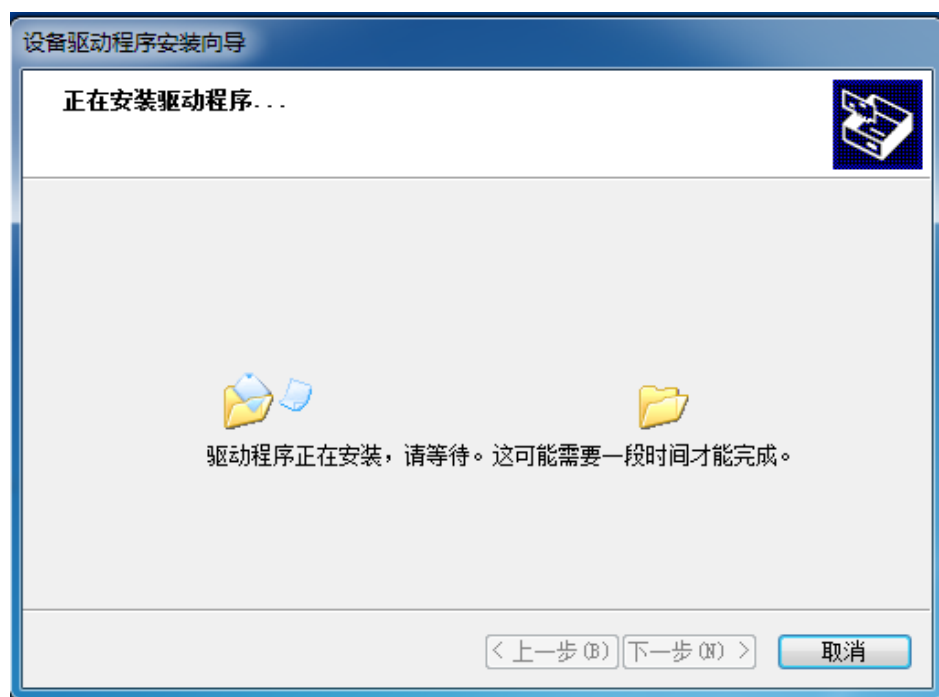 设备驱动程序安装向导
正在安装驱动程序...
驱动程序正在安装，请等待。这可能需要一段时间才能完成。
< 上一步(B)
下一步(N) >
取消